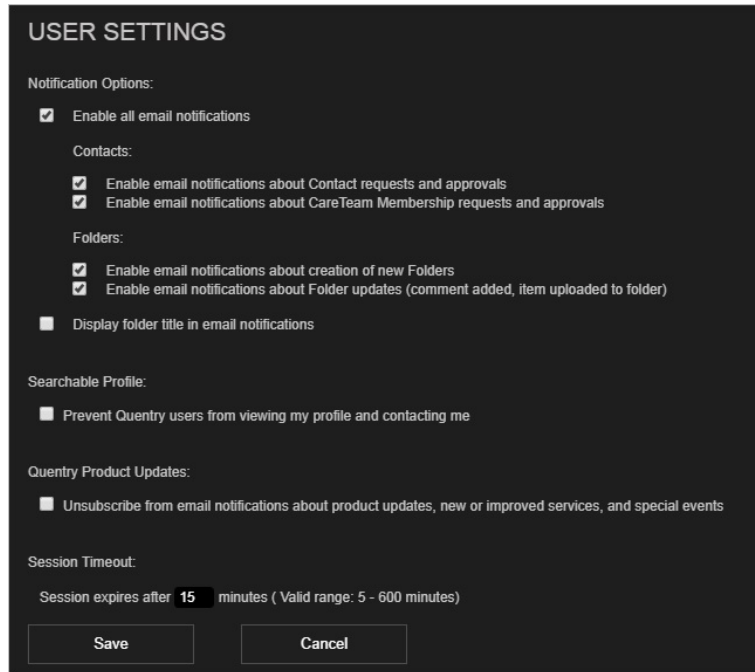 USER SETTINGS
Notification Options:
Enable all email notifications
Contacts:
Enable email notifications about Contact requests and approvals
Enable email notifications about CareTeam Membership requests and approvals
Folders:
Enable email notifications about creation of new Folders
Enable email notifications about Folder updates (comment added, item uploaded to folder)
Display folder title in email notifications
Searchable Profile:
Prevent Quentry users from viewing my profile and contacting me
Quentry Product Updates:
Unsubscribe from email notifications about product updates, new or improved services, and special events
Session Timeout:
Session expires after 15 minutes ( Valid range: 5 - 600 minutes)
Save Cancel